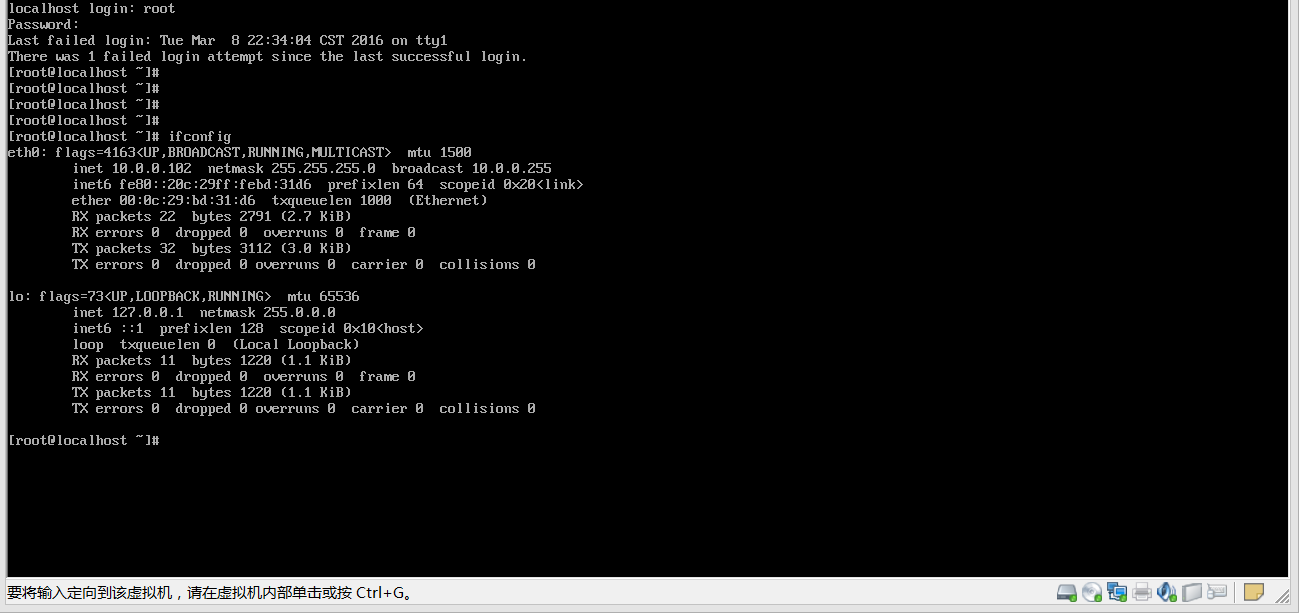 localhost login: root
Password:
Last failed login: Tue Mar  8 22:34:04 CST 2016 on tty1
There was 1 failed login attempt since the last successful login.
[root@localhost ~]#
[root@localhost ~]#
[root@localhost ~]#
[root@localhost ~]#
[root@localhost ~]# ifconfig
eth0: flags=4163<UP,BROADCAST,RUNNING,MULTICAST>  mtu 1500
        inet 10.0.0.102  netmask 255.255.255.0  broadcast 10.0.0.255
        inet6 fe80::20c:29ff:febd:31d6  prefixlen 64  scopeid 0x20<link>
        ether 00:0c:29:bd:31:d6  txqueuelen 1000  (Ethernet)
        RX packets 22  bytes 2791 (2.7 KiB)
        RX errors 0  dropped 0  overruns 0  frame 0
        TX packets 32  bytes 3112 (3.0 KiB)
        TX errors 0  dropped 0 overruns 0  carrier 0  collisions 0
lo: flags=73<UP,LOOPBACK,RUNNING>  mtu 65536
        inet 127.0.0.1  netmask 255.0.0.0
        inet6 ::1  prefixlen 128  scopeid 0x10<host>
        loop  txqueuelen 0  (Local Loopback)
        RX packets 11  bytes 1220 (1.1 KiB)
        RX errors 0  dropped 0  overruns 0  frame 0
        TX packets 11  bytes 1220 (1.1 KiB)
        TX errors 0  dropped 0 overruns 0  carrier 0  collisions 0
[root@localhost ~]#
要将输入定向到该虚拟机，请在虚拟机内部单击或按 Ctrl+G。